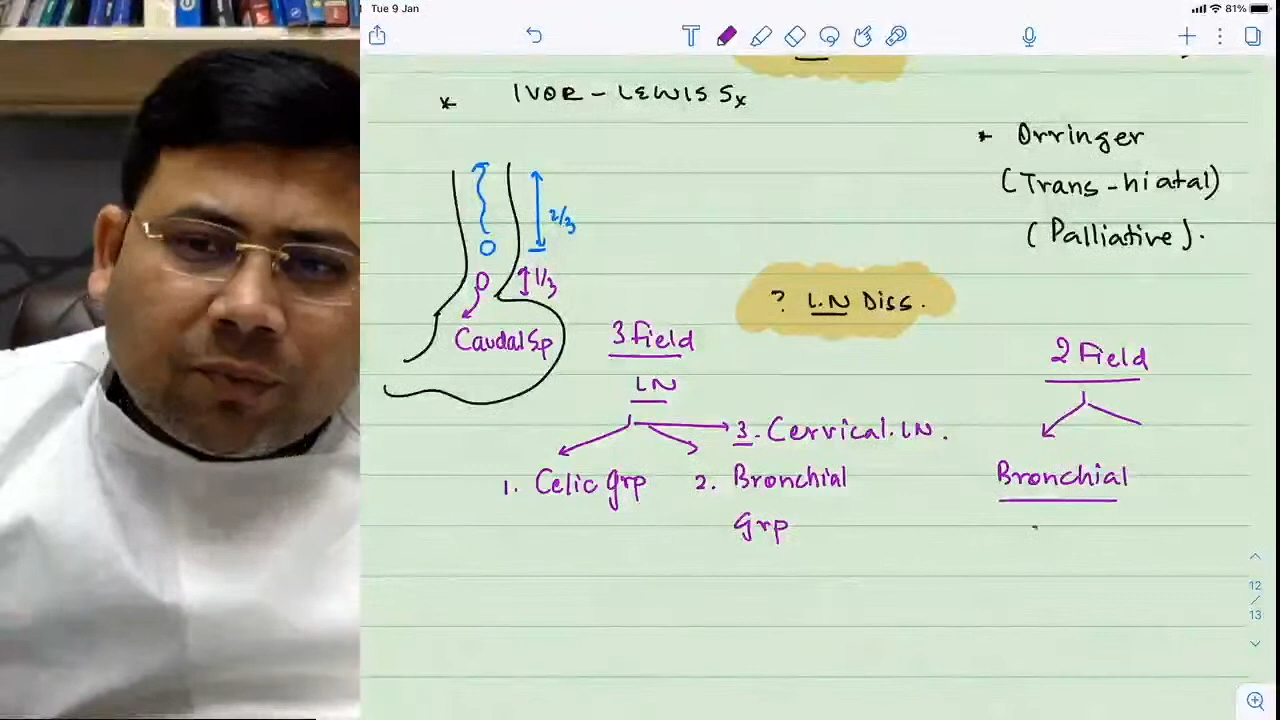 Tue 9 Jan
81%
T
* IVOR - LEWIS Sx
* Orringer
(Trans-hiatal)
(Palliative).
2/3
1/3
Caudal Sp
? L.N Diss.
3 Field
LN
3. Cervical. LN.
1. Celic Grp
2. Bronchial
Grp
2 Field
Bronchial
12
/
13